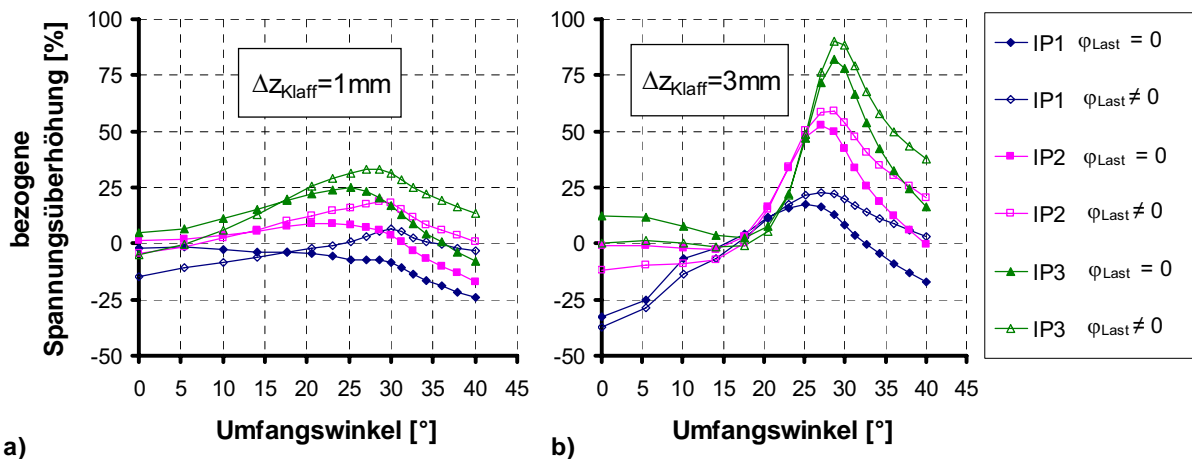 bezogene
Spannungsüberhöhung [%]
100
75
50
25
0
-25
-50
ΔzKlaff=1mm
0 5 10 15 20 25 30 35 40 45
Umfangswinkel [°]
a)
100
75
50
25
0
-25
-50
ΔzKlaff=3mm
0 5 10 15 20 25 30 35 40 45
Umfangswinkel [°]
b)
IP1 φLast = 0
IP1 φLast ≠ 0
IP2 φLast = 0
IP2 φLast ≠ 0
IP3 φLast = 0
IP3 φLast ≠ 0